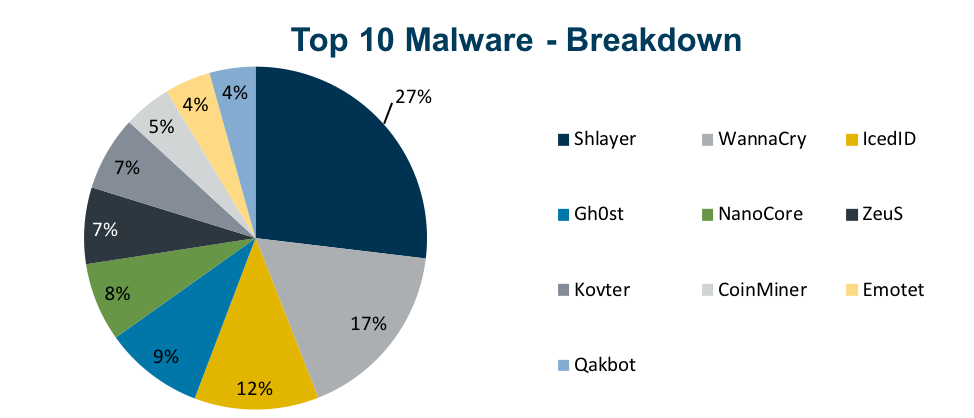 Top 10 Malware - Breakdown
27%
4%
4%
5%
7%
7%
8%
9%
12%
17%
Shlayer
WannaCry
IcedID
Gh0st
NanoCore
ZeuS
Kovter
CoinMiner
Emotet
Qakbot